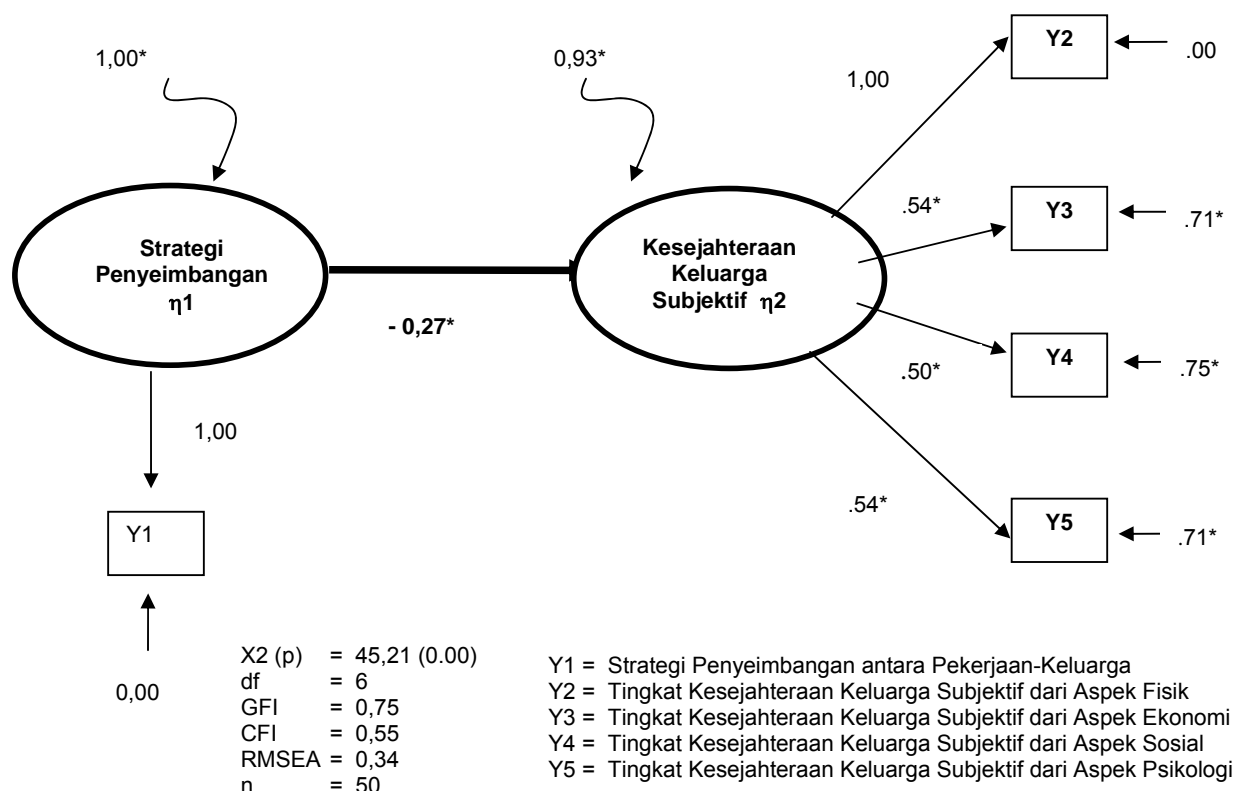 1,00*
0,93*
1,00
Y2
.00
.54*
Y3
.71*
Strategi
Penyeimbangan
η1
- 0,27*
Kesejahteraan
Keluarga
Subjektif η2
.50*
Y4
.75*
1,00
.54*
Y5
.71*
Y1
0,00
X2 (p) = 45,21 (0.00)
df = 6
GFI = 0,75
CFI = 0,55
RMSEA = 0,34
n = 50
Y1 = Strategi Penyeimbangan antara Pekerjaan-Keluarga
Y2 = Tingkat Kesejahteraan Keluarga Subjektif dari Aspek Fisik
Y3 = Tingkat Kesejahteraan Keluarga Subjektif dari Aspek Ekonomi
Y4 = Tingkat Kesejahteraan Keluarga Subjektif dari Aspek Sosial
Y5 = Tingkat Kesejahteraan Keluarga Subjektif dari Aspek Psikologi